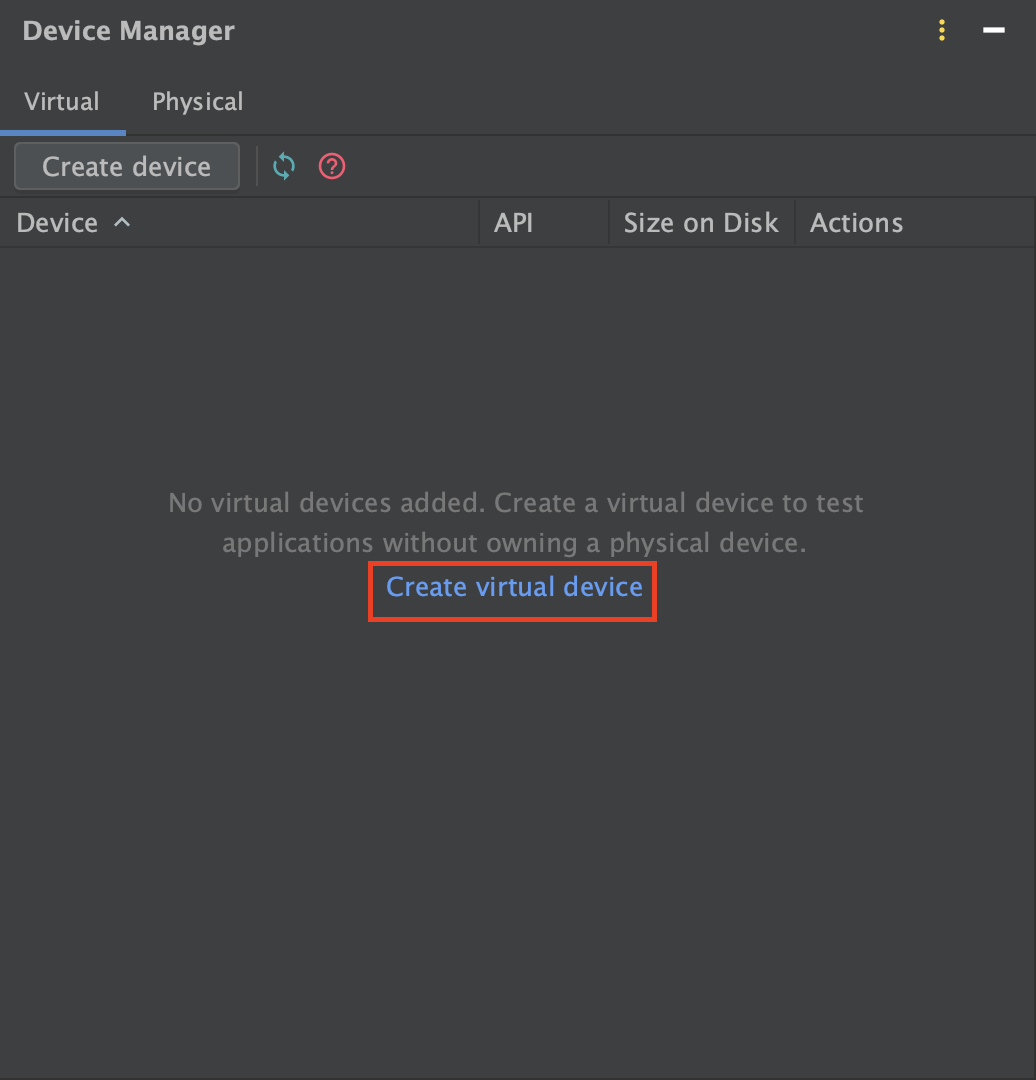 Device Manager
Virtual Physical
Create device
Device API Size on Disk Actions
No virtual devices added. Create a virtual device to test
applications without owning a physical device.
Create virtual device